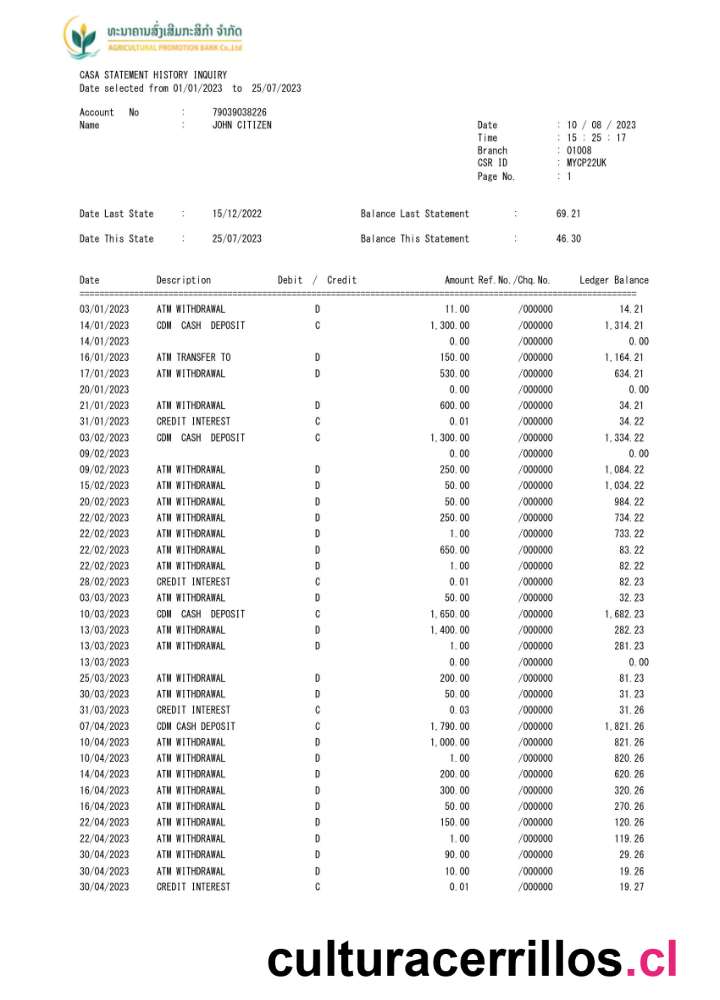 ທະນາຄານສົ່ງເສີມກະສິກຳ ຈຳກັດ
AGRICULTURAL PROMOTION BANK Co.,Ltd
CASA STATEMENT HISTORY INQUIRY
Date selected from 01/01/2023 to 25/07/2023
Account No : 79039038226
Name : JOHN CITIZEN
Date : 10 / 08 / 2023
Time : 15 : 25 : 17
Branch : 01008
CSR ID : MYCP22UK
Page No. : 1
Date Last State : 15/12/2022 Balance Last Statement : 69.21
Date This State : 25/07/2023 Balance This Statement : 46.30
Date Description Debit / Credit Amount Ref.No./Chq.No. Ledger Balance
03/01/2023 ATM WITHDRAWAL D 11.00 /000000 14.21
14/01/2023 CDM CASH DEPOSIT C 1,300.00 /000000 1,314.21
14/01/2023 0.00 /000000 0.00
16/01/2023 ATM TRANSFER TO D 150.00 /000000 1,164.21
17/01/2023 ATM WITHDRAWAL D 530.00 /000000 634.21
20/01/2023 0.00 /000000 0.00
21/01/2023 ATM WITHDRAWAL D 600.00 /000000 34.21
31/01/2023 CREDIT INTEREST C 0.01 /000000 34.22
03/02/2023 CDM CASH DEPOSIT C 1,300.00 /000000 1,334.22
09/02/2023 0.00 /000000 0.00
09/02/2023 ATM WITHDRAWAL D 250.00 /000000 1,084.22
15/02/2023 ATM WITHDRAWAL D 50.00 /000000 1,034.22
20/02/2023 ATM WITHDRAWAL D 50.00 /000000 984.22
22/02/2023 ATM WITHDRAWAL D 250.00 /000000 734.22
22/02/2023 ATM WITHDRAWAL D 1.00 /000000 733.22
22/02/2023 ATM WITHDRAWAL D 650.00 /000000 83.22
22/02/2023 ATM WITHDRAWAL D 1.00 /000000 82.22
28/02/2023 CREDIT INTEREST C 0.01 /000000 82.23
03/03/2023 ATM WITHDRAWAL D 50.00 /000000 32.23
10/03/2023 CDM CASH DEPOSIT C 1,650.00 /000000 1,682.23
13/03/2023 ATM WITHDRAWAL D 1,400.00 /000000 282.23
13/03/2023 ATM WITHDRAWAL D 1.00 /000000 281.23
13/03/2023 0.00 /000000 0.00
25/03/2023 ATM WITHDRAWAL D 200.00 /000000 81.23
30/03/2023 ATM WITHDRAWAL D 50.00 /000000 31.23
31/03/2023 CREDIT INTEREST C 0.03 /000000 31.26
07/04/2023 CDM CASH DEPOSIT C 1,790.00 /000000 1,821.26
10/04/2023 ATM WITHDRAWAL D 1,000.00 /000000 821.26
10/04/2023 ATM WITHDRAWAL D 1.00 /000000 820.26
14/04/2023 ATM WITHDRAWAL D 200.00 /000000 620.26
16/04/2023 ATM WITHDRAWAL D 300.00 /000000 320.26
16/04/2023 ATM WITHDRAWAL D 50.00 /000000 270.26
22/04/2023 ATM WITHDRAWAL D 150.00 /000000 120.26
22/04/2023 ATM WITHDRAWAL D 1.00 /000000 119.26
30/04/2023 ATM WITHDRAWAL D 90.00 /000000 29.26
30/04/2023 ATM WITHDRAWAL D 10.00 /000000 19.26
30/04/2023 CREDIT INTEREST C 0.01 /000000 19.27
culturacerrillos.cl